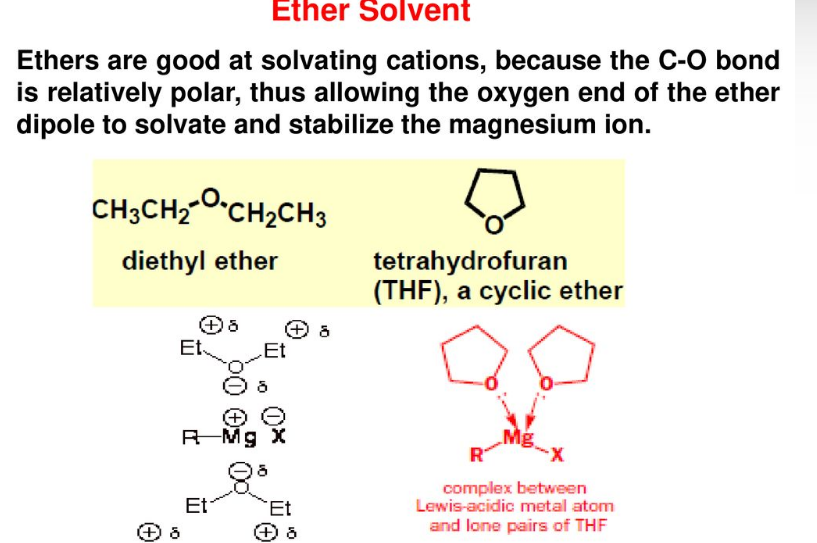 Ether Solvent
Ethers are good at solvating cations, because the C-O bond
is relatively polar, thus allowing the oxygen end of the ether
dipole to solvate and stabilize the magnesium ion.
CH3CH2-O-CH2CH3
O
diethyl ether
tetrahydrofuran
(THF), a cyclic ether
⊕ δ ⊕ δ
Et Et
O
⊖ δ
⊕ ⊖
R—Mg X
⊖ δ
O
Et Et
⊕ δ ⊕ δ
O O
Mg
R X
complex between
Lewis-acidic metal atom
and lone pairs of THF